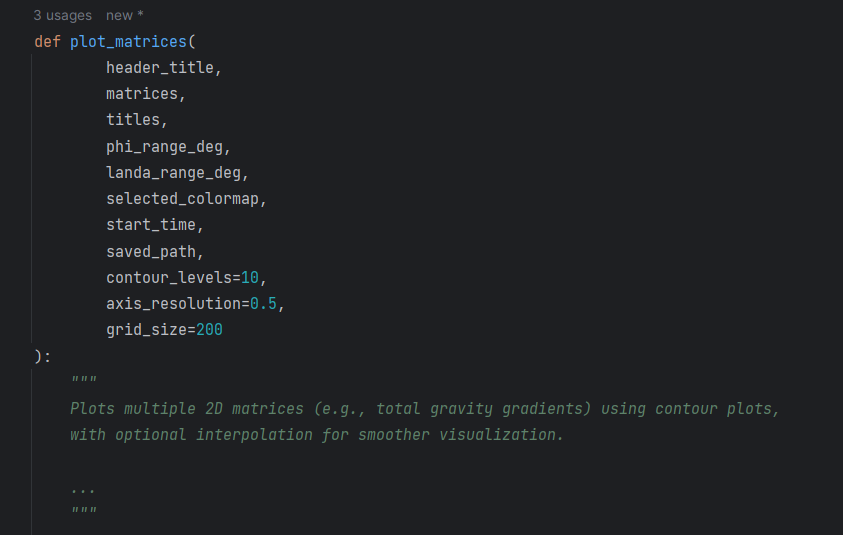 3 usages new *
def plot_matrices(
        header_title,
        matrices,
        titles,
        phi_range_deg,
        landa_range_deg,
        selected_colormap,
        start_time,
        saved_path,
        contour_levels=10,
        axis_resolution=0.5,
        grid_size=200
):
    """
    Plots multiple 2D matrices (e.g., total gravity gradients) using contour plots,
    with optional interpolation for smoother visualization.

    ...
    """